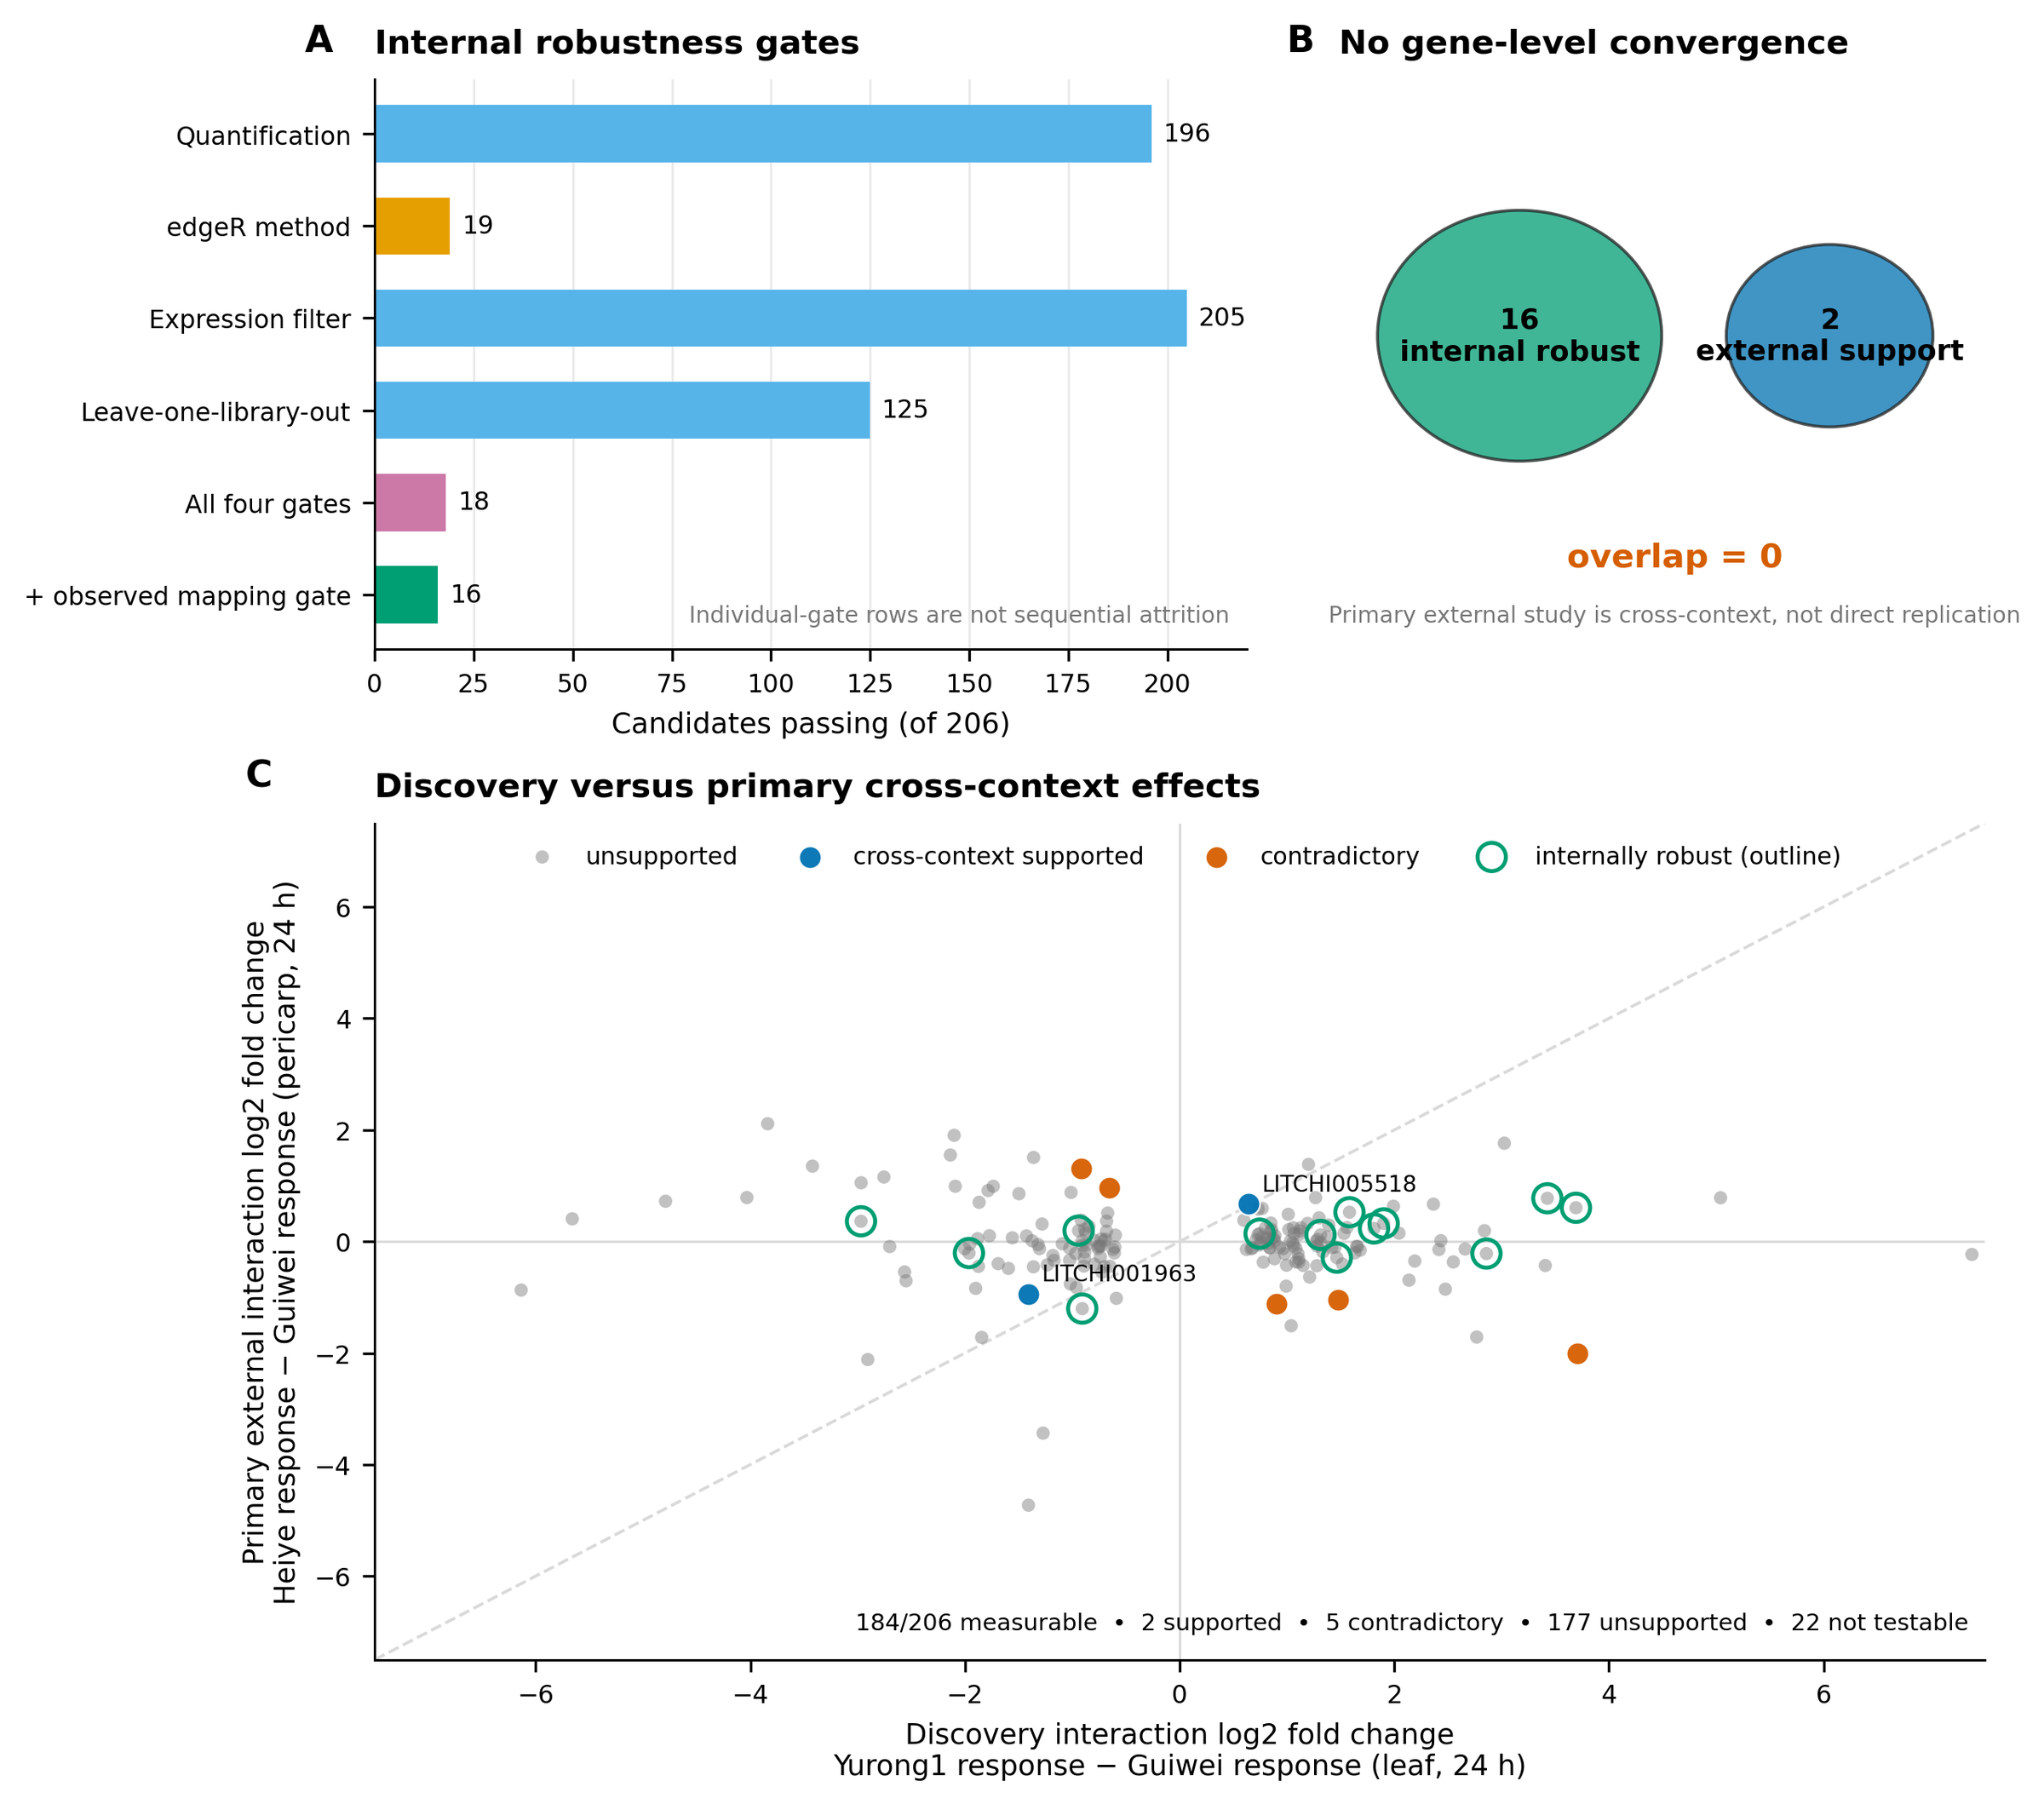 A Internal robustness gates
Quantification
196
edgeR method
19
Expression filter
205
Leave-one-library-out
125
All four gates
18
+ observed mapping gate
16
Individual-gate rows are not sequential attrition
0 25 50 75 100 125 150 175 200
Candidates passing (of 206)
B No gene-level convergence
16
internal robust
2
external support
overlap = 0
Primary external study is cross-context, not direct replication
C Discovery versus primary cross-context effects
unsupported cross-context supported contradictory internally robust (outline)
Primary external interaction log2 fold change
Heiye response − Guiwei response (pericarp, 24 h)
6
4
2
0
−2
−4
−6
LITCHI005518
LITCHI001963
184/206 measurable • 2 supported • 5 contradictory • 177 unsupported • 22 not testable
−6 −4 −2 0 2 4 6
Discovery interaction log2 fold change
Yurong1 response − Guiwei response (leaf, 24 h)